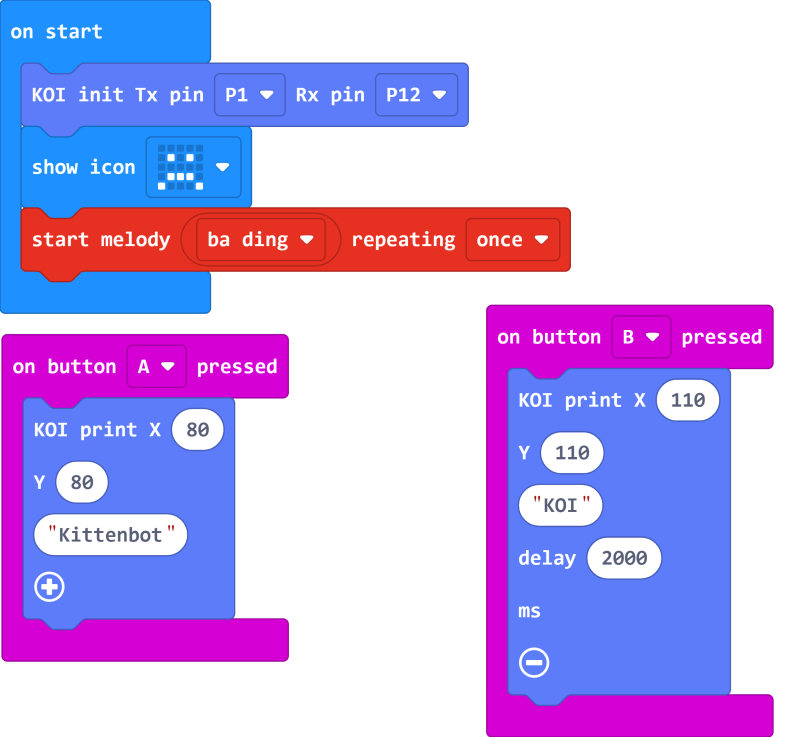 on start
KOI init Tx pin P1 Rx pin P12
show icon
start melody ba ding repeating once
on button A pressed
KOI print X 80
Y 80
"Kittenbot"
on button B pressed
KOI print X 110
Y 110
"KOI"
delay 2000
ms